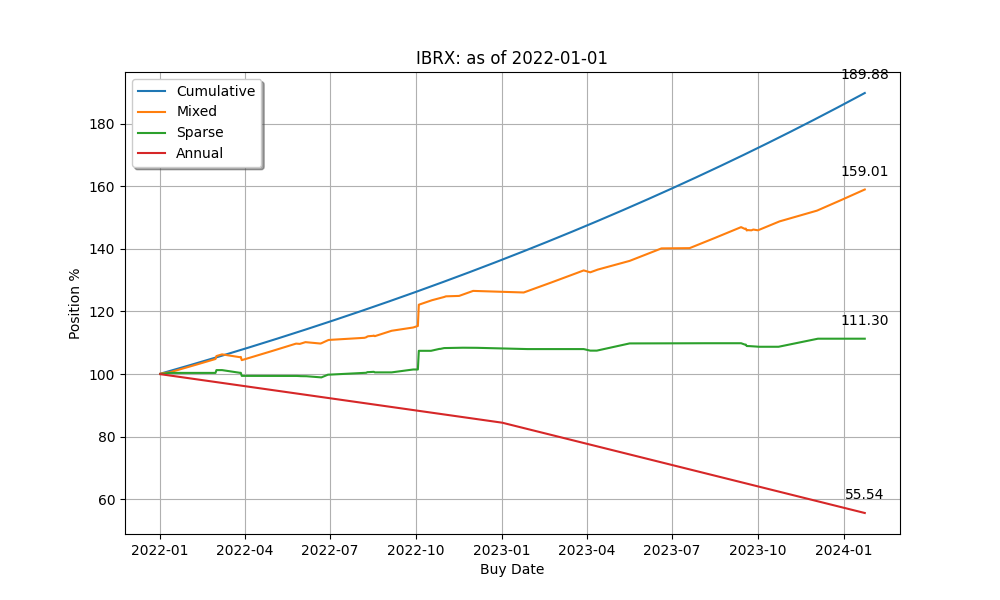 IBRX: as of 2022-01-01
189.88
Cumulative
Mixed
Sparse
Annual
180
160
140
120
100
80
60
159.01
111.30
55.54
Position %
2022-01 2022-04 2022-07 2022-10 2023-01 2023-04 2023-07 2023-10 2024-01
Buy Date